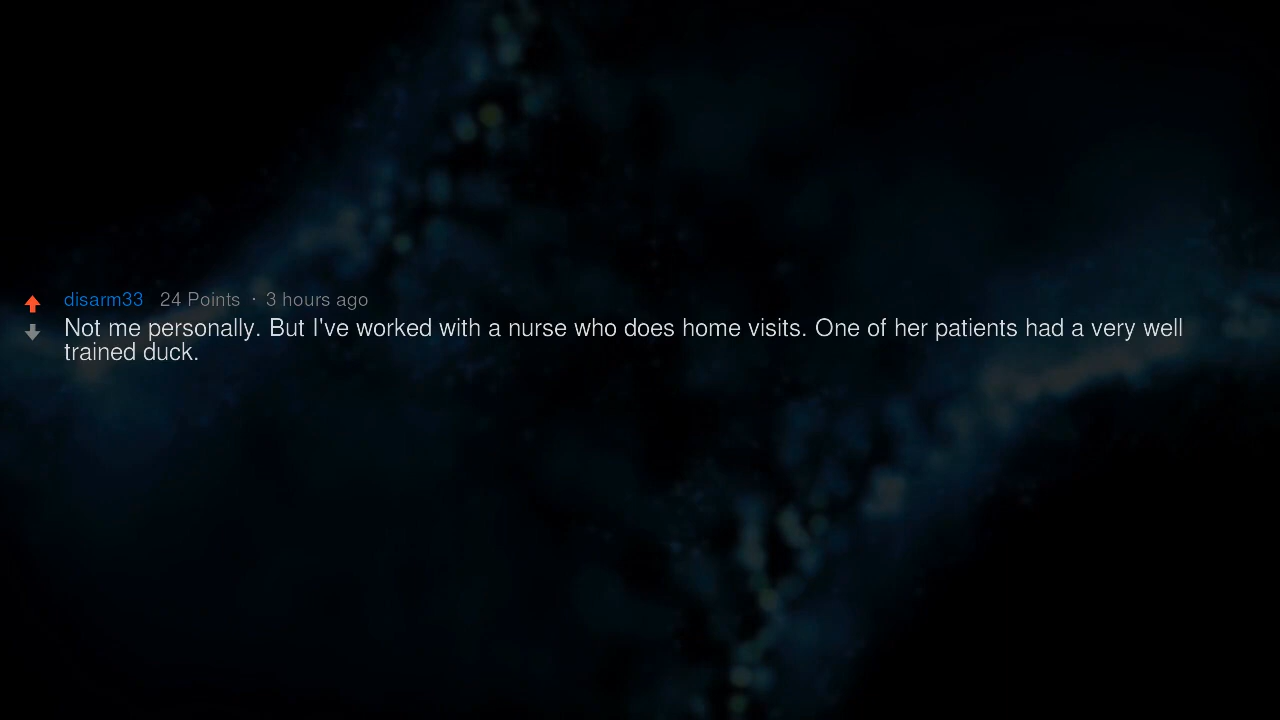 disarm33 24 Points · 3 hours ago
Not me personally. But I've worked with a nurse who does home visits. One of her patients had a very well
trained duck.